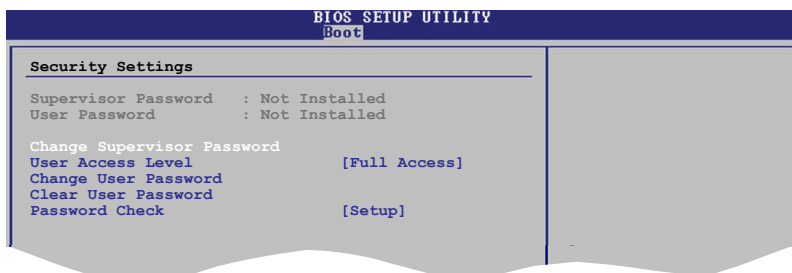 BIOS SETUP UTILITY
Boot
Security Settings
Supervisor Password : Not Installed
User Password : Not Installed
Change Supervisor Password
User Access Level [Full Access]
Change User Password
Clear User Password
Password Check [Setup]